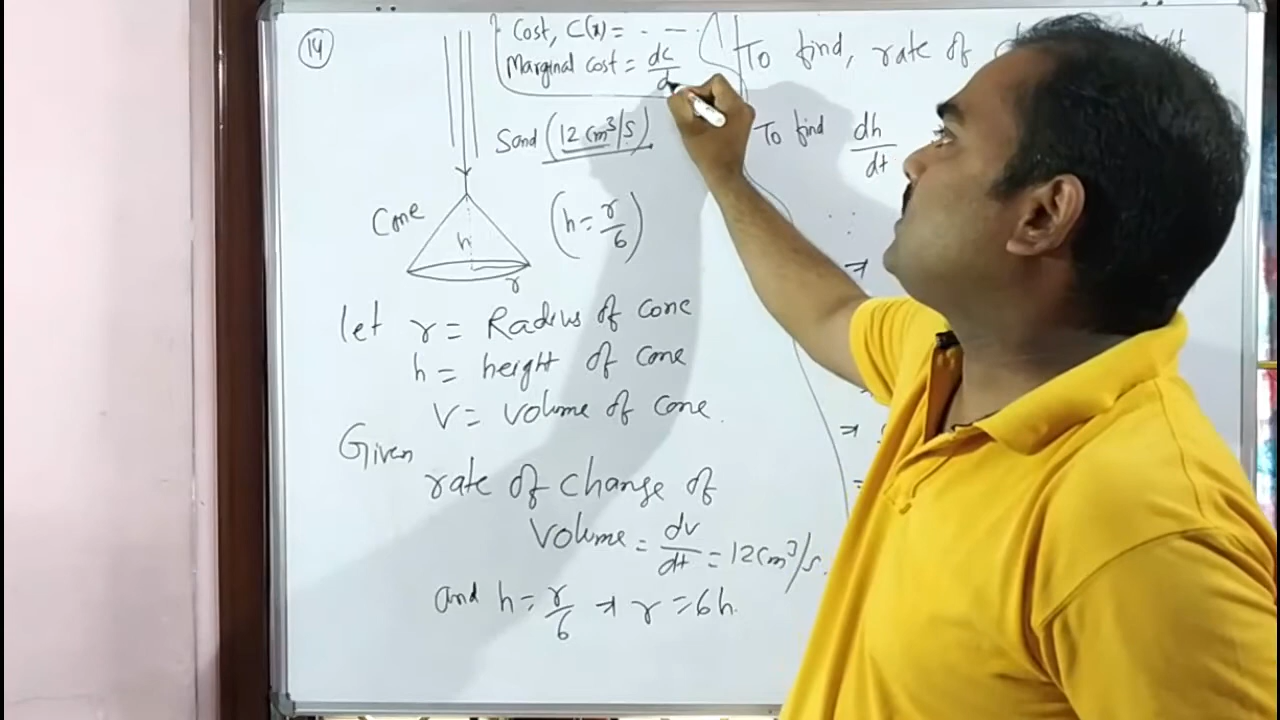 14
Cost, C(x) = - - -
Marginal Cost = dc/d
Sand (12 cm³/s)
Cone
h
r
(h = r/6)
let r = Radius of cone
h = height of cone
V = Volume of cone.
Given
rate of change of
Volume = dv/dt = 12 cm³/s.
and h = r/6 ⇒ r = 6h.
To find, rate of
To find dh/dt
∴
⇒
⇒
=